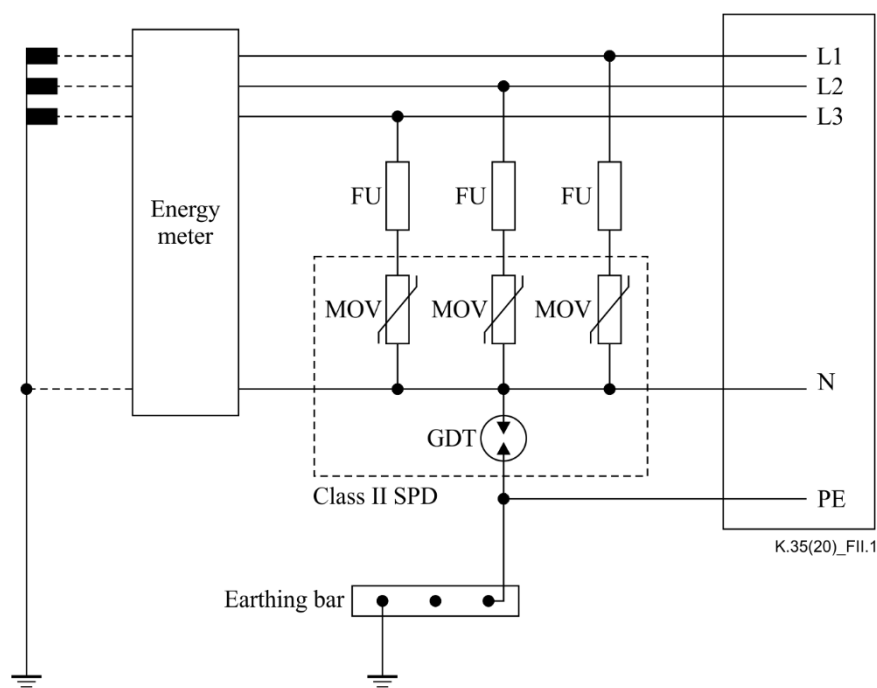 L1
L2
L3
Energy
meter
FU
FU
FU
MOV
MOV
MOV
N
GDT
Class II SPD
PE
K.35(20)_FII.1
Earthing bar